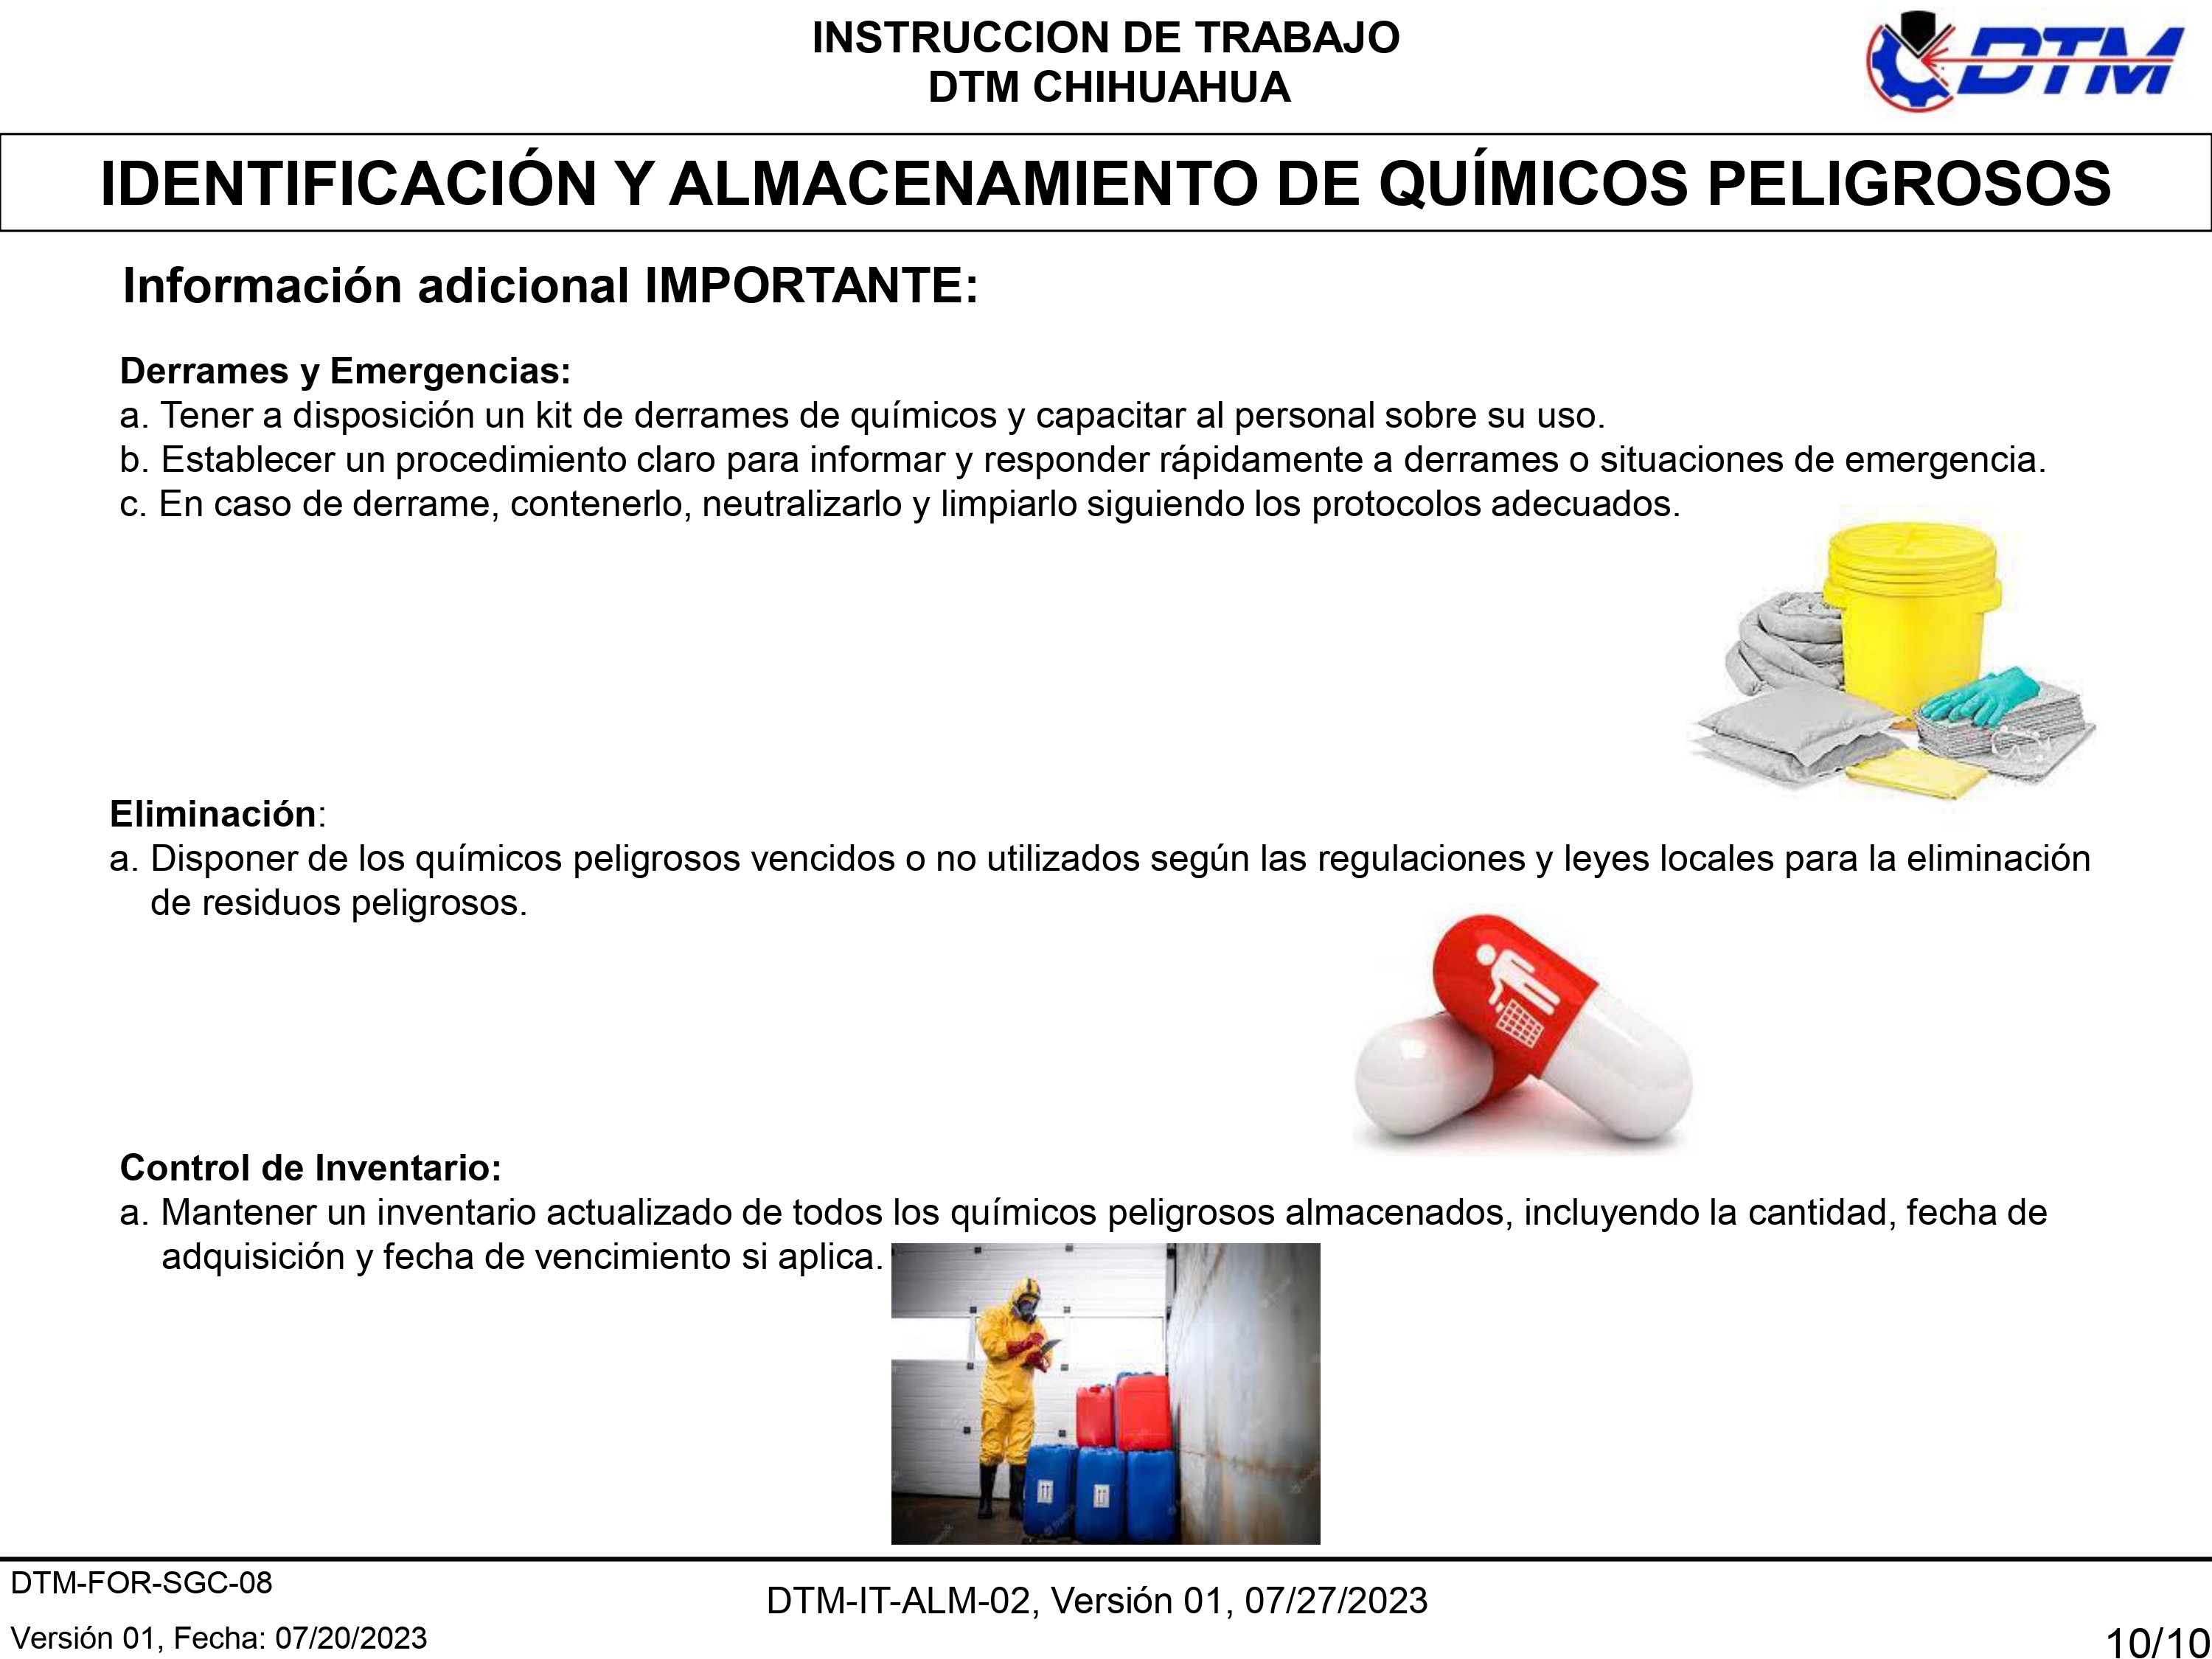 INSTRUCCION DE TRABAJO
DTM CHIHUAHUA
DTM
IDENTIFICACIÓN Y ALMACENAMIENTO DE QUÍMICOS PELIGROSOS
Información adicional IMPORTANTE:
Derrames y Emergencias:
a. Tener a disposición un kit de derrames de químicos y capacitar al personal sobre su uso.
b. Establecer un procedimiento claro para informar y responder rápidamente a derrames o situaciones de emergencia.
c. En caso de derrame, contenerlo, neutralizarlo y limpiarlo siguiendo los protocolos adecuados.
Eliminación:
a. Disponer de los químicos peligrosos vencidos o no utilizados según las regulaciones y leyes locales para la eliminación
de residuos peligrosos.
Control de Inventario:
a. Mantener un inventario actualizado de todos los químicos peligrosos almacenados, incluyendo la cantidad, fecha de
adquisición y fecha de vencimiento si aplica.
DTM-FOR-SGC-08
DTM-IT-ALM-02, Versión 01, 07/27/2023
Versión 01, Fecha: 07/20/2023
10/10